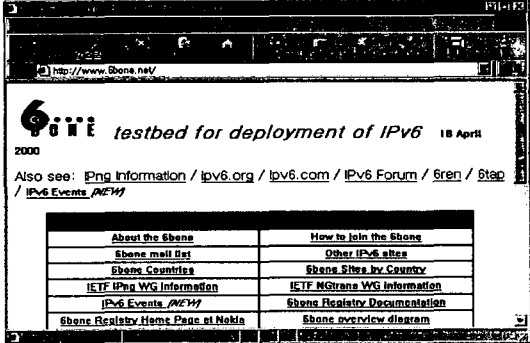 http://www.6bone.net/
6BONE testbed for deployment of IPv6 18 April
2000
Also see: IPng Information / ipv6.org / ipv6.com / IPv6 Forum / 6ren / 6tap
/ IPv6 Events (NEW)
About the 6bone How to join the 6bone
6bone mail list Other IPv6 sites
6bone Countries 6bone Sites by Country
IETF IPng WG Information IETF NGtrans WG information
IPv6 Events (NEW) 6bone Registry Documentation
6bone Registry Home Page at Nokia 6bone overview diagram